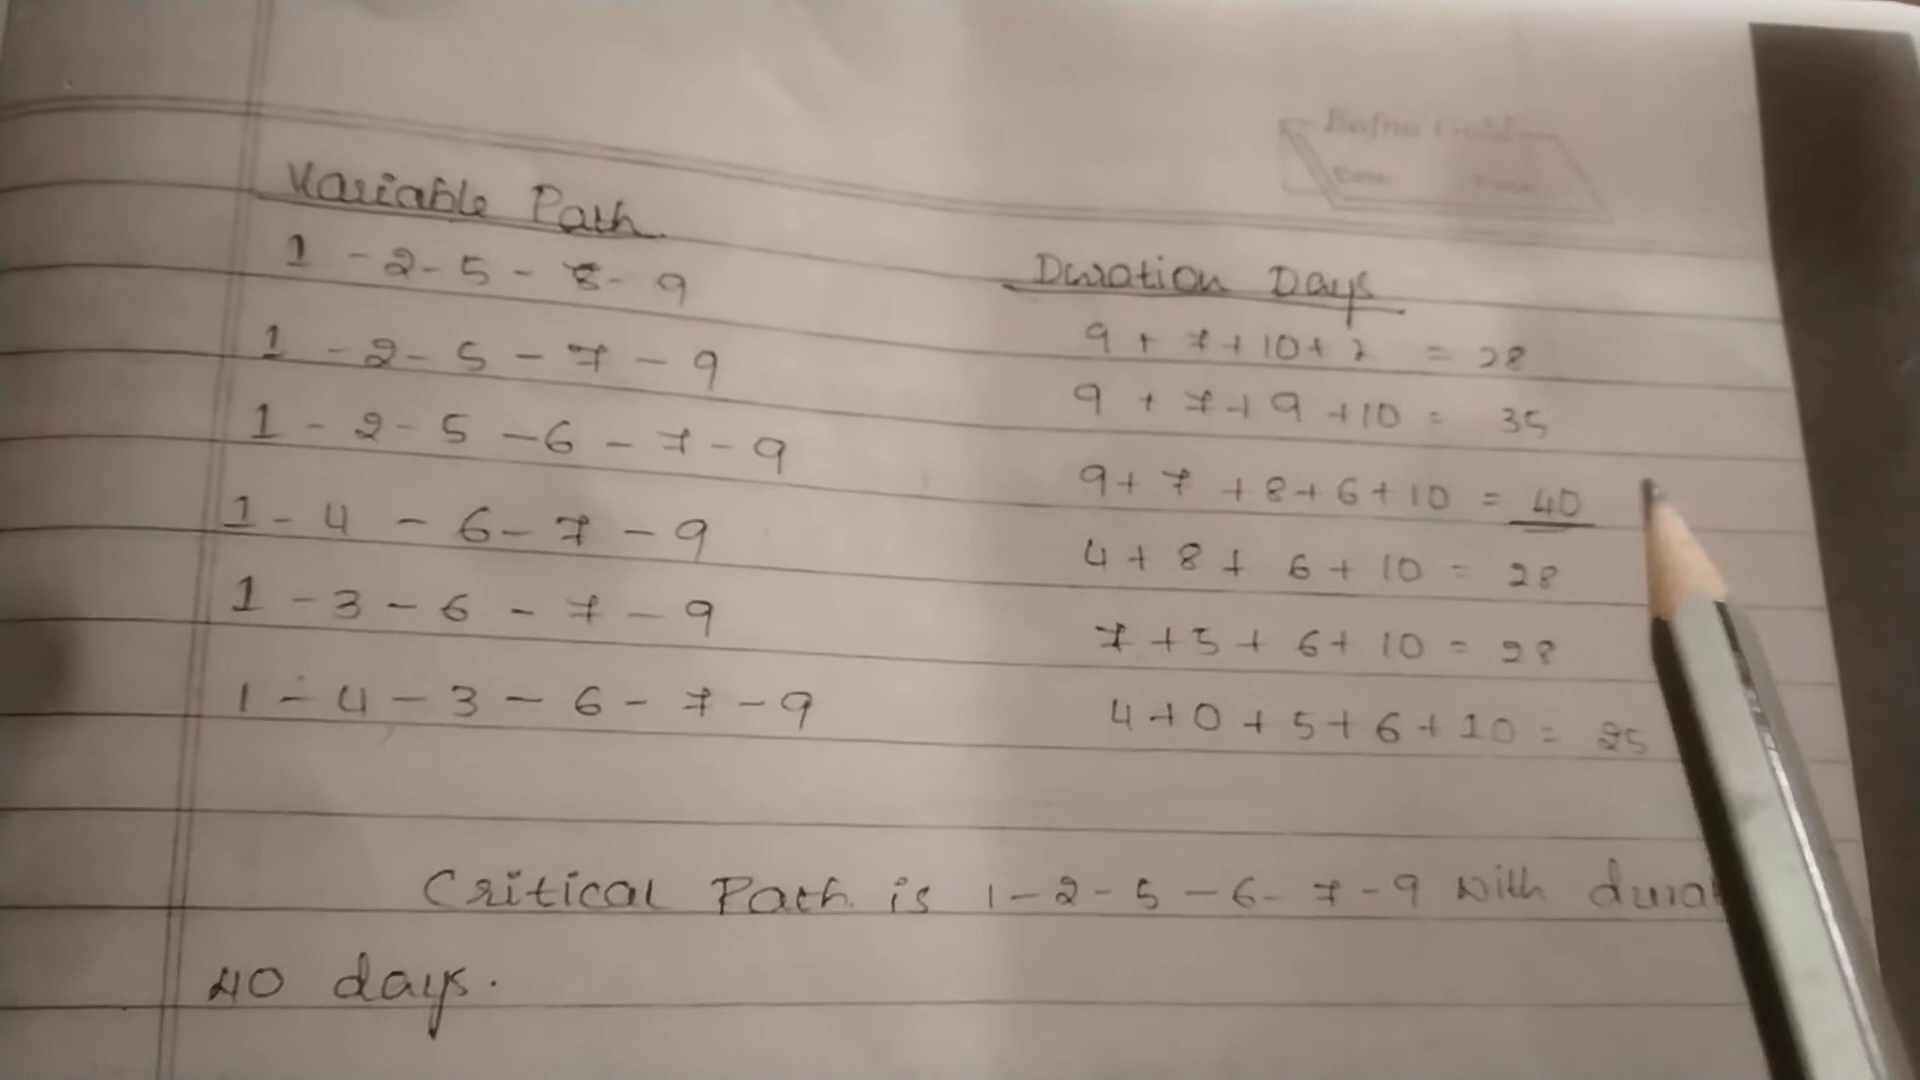 Bafna Gold
Date
Variable Path
Duration Days
1 - 2 - 5 - 8 - 9
9 + 7 + 10 + 2 = 28
1 - 2 - 5 - 7 - 9
9 + 7 + 9 + 10 = 35
1 - 2 - 5 - 6 - 7 - 9
9 + 7 + 8 + 6 + 10 = 40
1 - 4 - 6 - 7 - 9
4 + 8 + 6 + 10 = 28
1 - 3 - 6 - 7 - 9
7 + 5 + 6 + 10 = 28
1 - 4 - 3 - 6 - 7 - 9
4 + 0 + 5 + 6 + 10 = 25
Critical Path is 1 - 2 - 5 - 6 - 7 - 9 with
40 days.